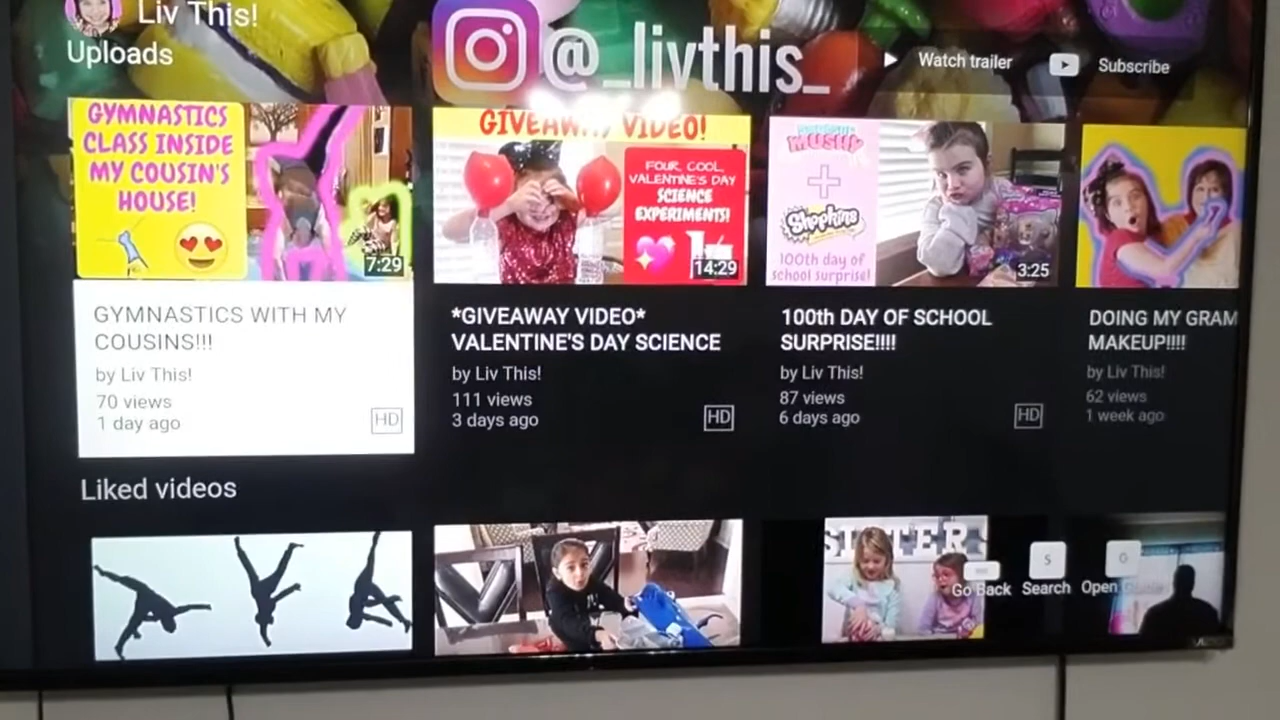 Liv This!
Uploads
@_livthis_
Watch trailer
Subscribe
GYMNASTICS
CLASS INSIDE
MY COUSIN'S
HOUSE!
7:29
GIVEAWAY VIDEO!
FOUR, COOL,
VALENTINE'S DAY
SCIENCE
EXPERIMENTS!
14:29
MUSHY
+
Shopkins
100th day of
school surprise!
3:25
GYMNASTICS WITH MY
COUSINS!!!
by Liv This!
70 views
1 day ago
HD
*GIVEAWAY VIDEO*
VALENTINE'S DAY SCIENCE
by Liv This!
111 views
3 days ago
HD
100th DAY OF SCHOOL
SURPRISE!!!!
by Liv This!
87 views
6 days ago
HD
DOING MY GRAM
MAKEUP!!!!
by Liv This!
62 views
1 week ago
Liked videos
SISTER
S
G
Go Back
Search
Open